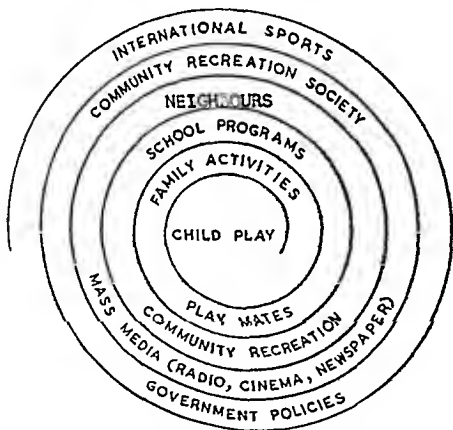 INTERNATIONAL SPORTS
COMMUNITY RECREATION SOCIETY
NEIGHBOURS
SCHOOL PROGRAMS
FAMILY ACTIVITIES
CHILD PLAY
PLAY MATES
COMMUNITY RECREATION
MASS MEDIA (RADIO, CINEMA, NEWSPAPER)
GOVERNMENT POLICIES